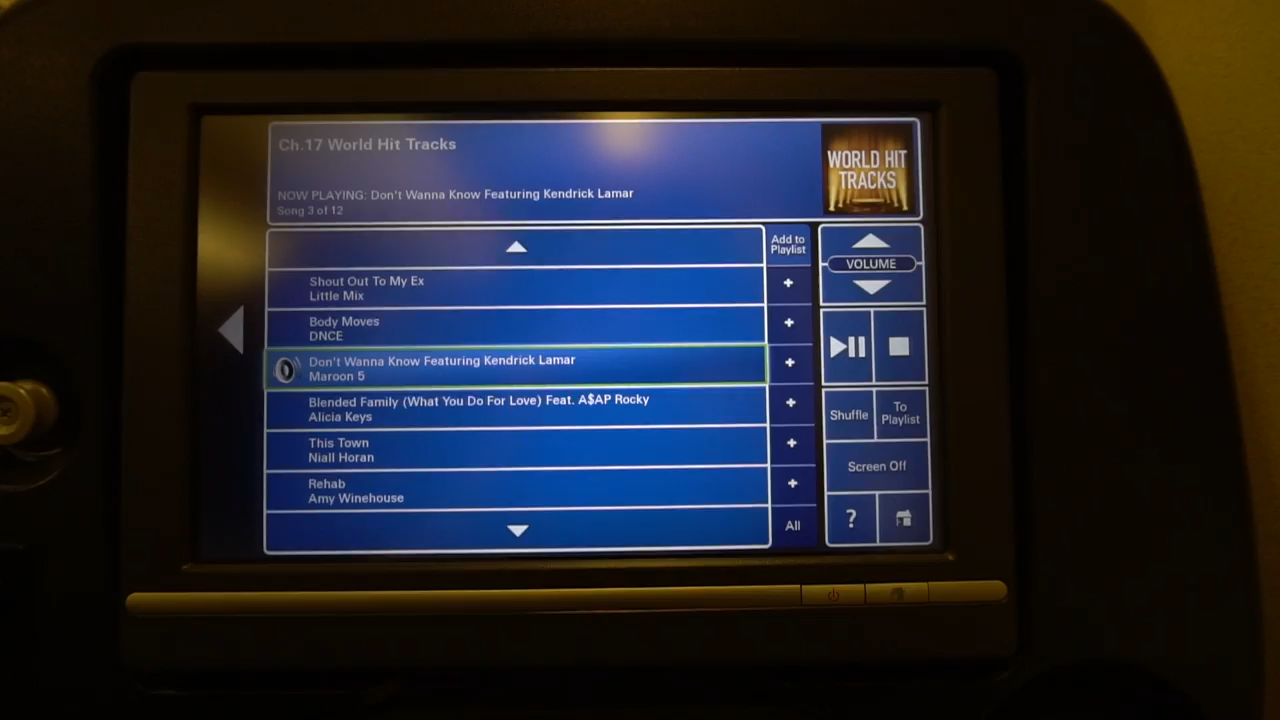 Ch.17 World Hit Tracks
NOW PLAYING: Don't Wanna Know Featuring Kendrick Lamar
Song 3 of 12
WORLD HIT
TRACKS
Add to
Playlist
Shout Out To My Ex
Little Mix
+
Body Moves
DNCE
+
Don't Wanna Know Featuring Kendrick Lamar
Maroon 5
+
Blended Family (What You Do For Love) Feat. A$AP Rocky
Alicia Keys
+
This Town
Niall Horan
+
Rehab
Amy Winehouse
+
All
VOLUME
Shuffle
To
Playlist
Screen Off
?